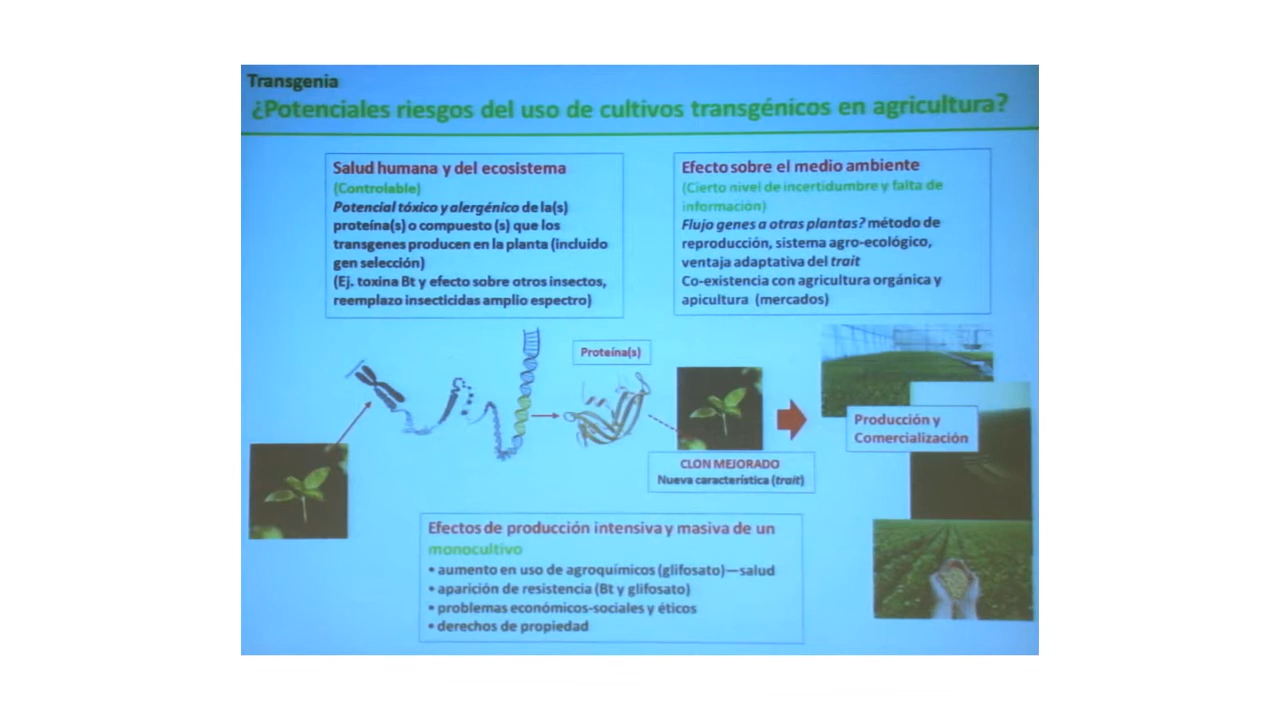 Transgenia
¿Potenciales riesgos del uso de cultivos transgénicos en agricultura?
Salud humana y del ecosistema
(Controlable)
Potencial tóxico y alergénico de la(s)
proteína(s) o compuesto (s) que los
transgenes producen en la planta (incluido
gen selección)
(Ej. toxina Bt y efecto sobre otros insectos,
reemplazo insecticidas amplio espectro)
Efecto sobre el medio ambiente
(Cierto nivel de incertidumbre y falta de
información)
Flujo genes a otras plantas? método de
reproducción, sistema agro-ecológico,
ventaja adaptativa del trait
Co-existencia con agricultura orgánica y
apicultura (mercados)
Proteína(s)
CLON MEJORADO
Nueva característica (trait)
Producción y
Comercialización
Efectos de producción intensiva y masiva de un
monocultivo
• aumento en uso de agroquímicos (glifosato)—salud
• aparición de resistencia (Bt y glifosato)
• problemas económicos-sociales y éticos
• derechos de propiedad